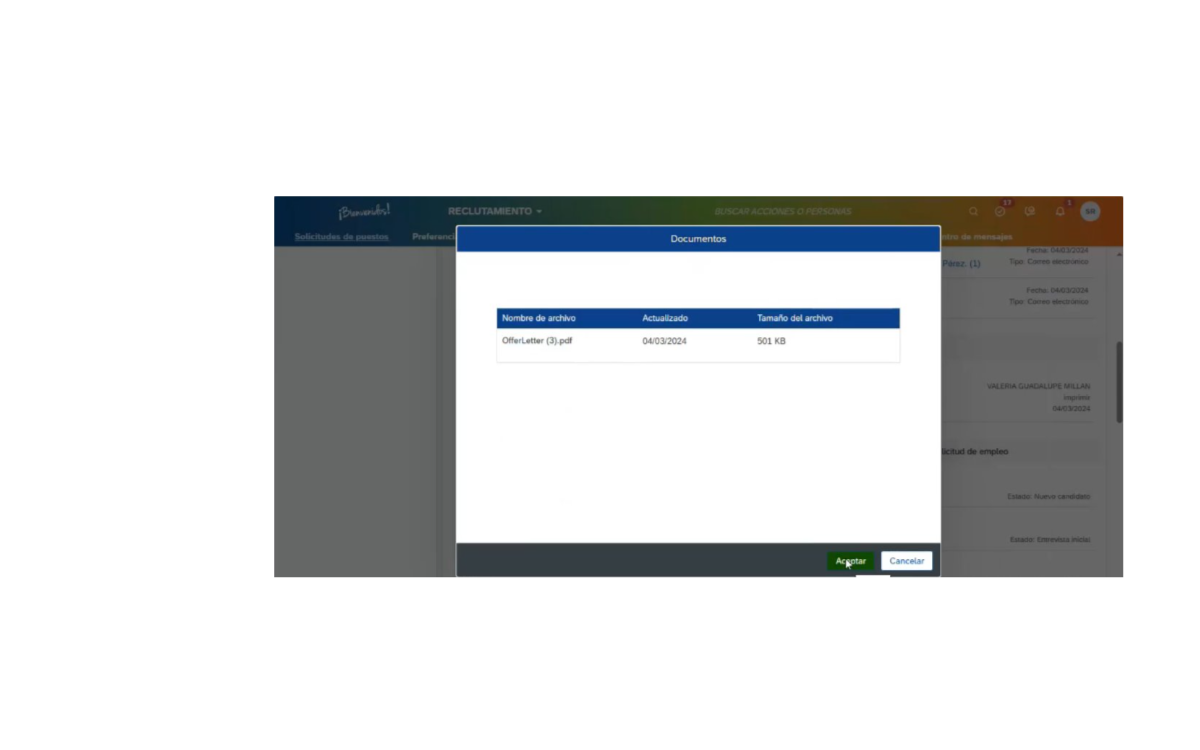 ¡Bienvenidos!
RECLUTAMIENTO
BUSCAR ACCIONES O PERSONAS
17
1
SR
Solicitudes de puestos
Preferenci
ntro de mensajes
Documentos
Fecha: 04/03/2024
Pérez: (1)
Tipo: Correo electrónico
Fecha: 04/03/2024
Tipo: Correo electrónico
Nombre de archivo Actualizado Tamaño del archivo
OfferLetter (3).pdf 04/03/2024 501 KB
VALERIA GUADALUPE MILLAN
Imprimir
04/03/2024
licitud de empleo
Estado: Nuevo candidato
Estado: Entrevista inicial
Aceptar
Cancelar